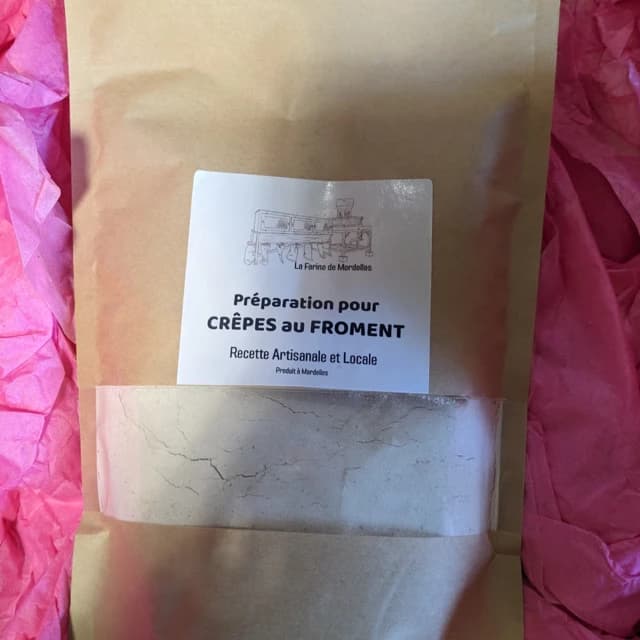 La Farine de Mordelles
Préparation pour
CRÊPES au FROMENT
Recette Artisanale et Locale
Produit à Mordelles